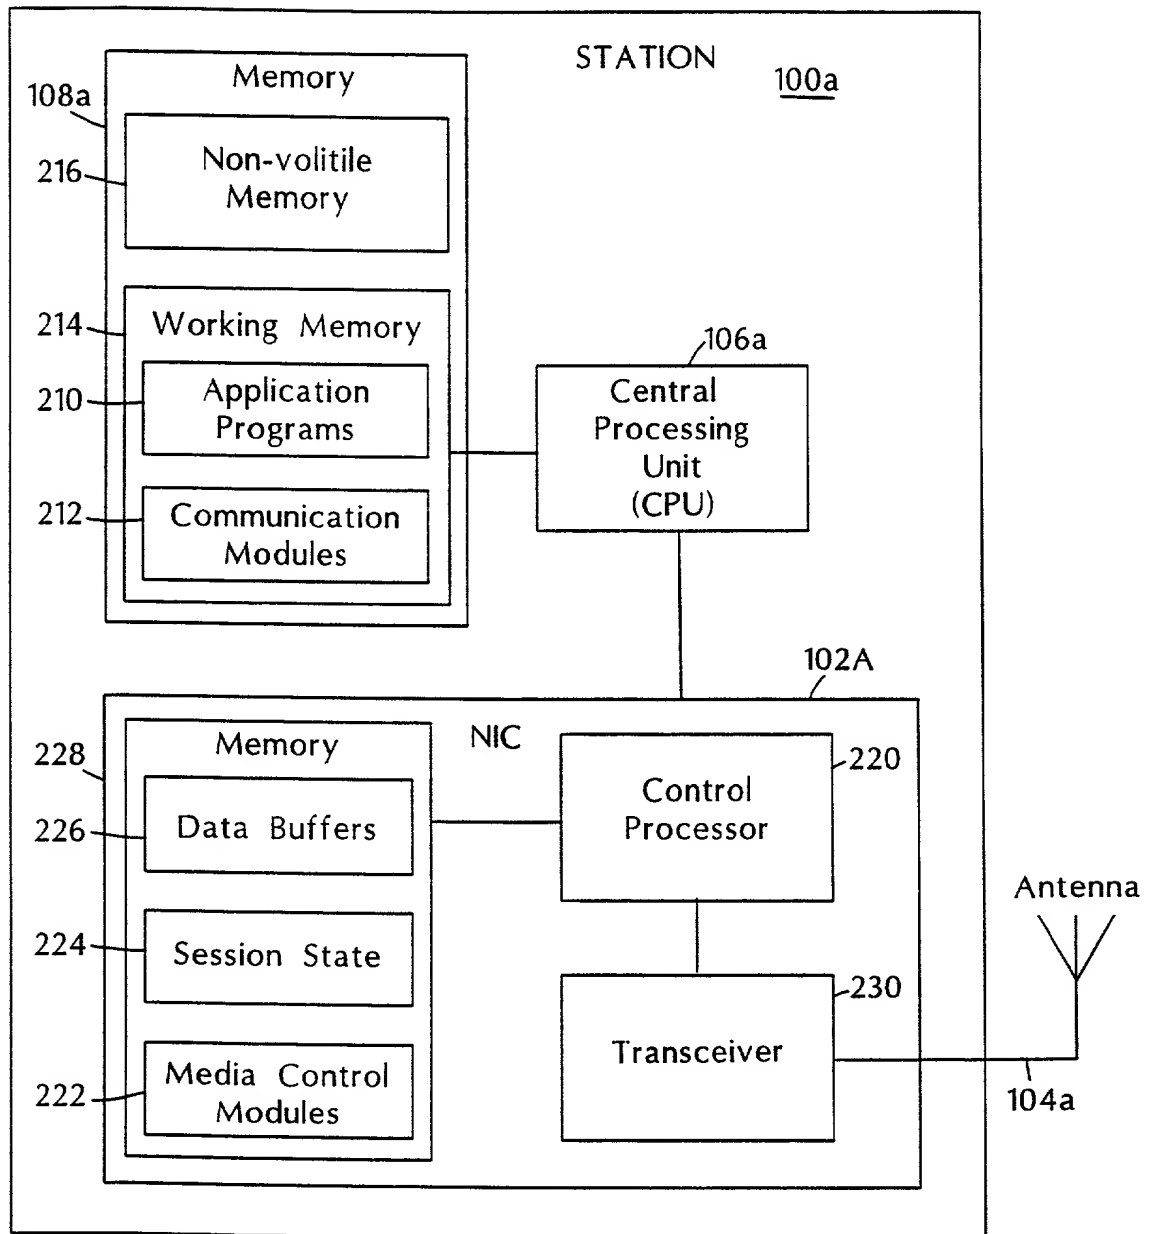 STATION
100a
Memory
108a
Non-volitile
Memory
216
Working Memory
214
Application
Programs
210
Communication
Modules
212
106a
Central
Processing
Unit
(CPU)
102A
NIC
Memory
228
Data Buffers
226
Session State
224
Media Control
Modules
222
Control
Processor
220
Transceiver
230
Antenna
104a